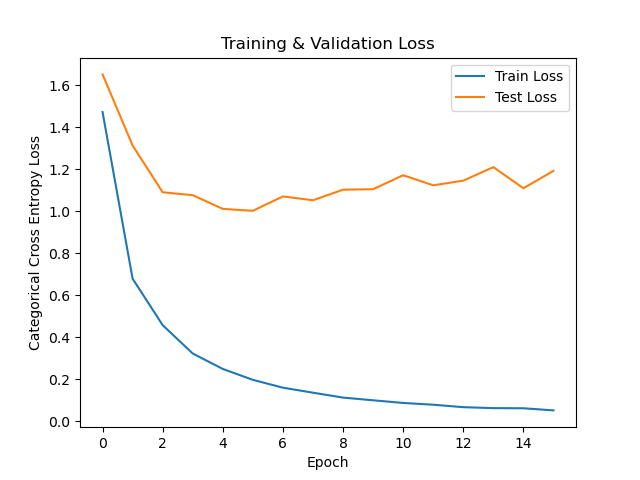 Training & Validation Loss
Train Loss
Test Loss
Categorical Cross Entropy Loss
1.6
1.4
1.2
1.0
0.8
0.6
0.4
0.2
0.0
0 2 4 6 8 10 12 14
Epoch